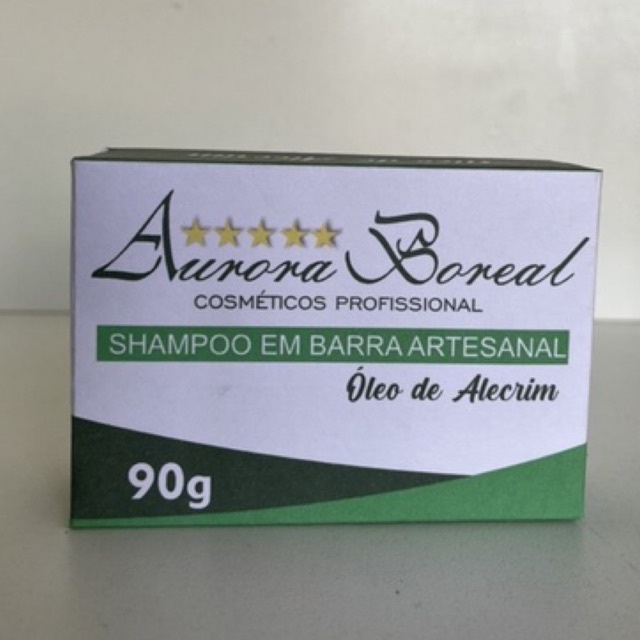 Aurora Boreal
COSMÉTICOS PROFISSIONAL
SHAMPOO EM BARRA ARTESANAL
Óleo de Alecrim
90g